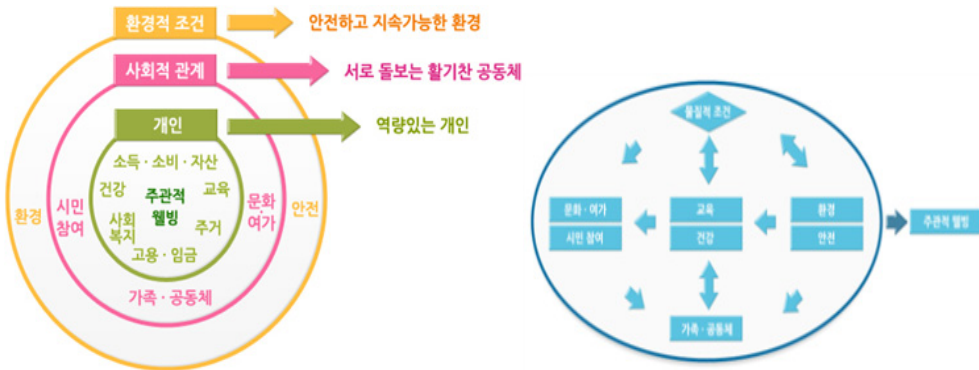 환경적 조건
안전하고 지속가능한 환경
사회적 관계
서로 돌보는 활기찬 공동체
개인
역량있는 개인
소득 · 소비 · 자산
건강
주관적
웰빙
교육
사회
복지
주거
고용 · 임금
시민
참여
문화
여가
가족 · 공동체
환경
안전
물질적 조건
문화 · 여가
시민 참여
교육
건강
환경
안전
가족 · 공동체
주관적 웰빙